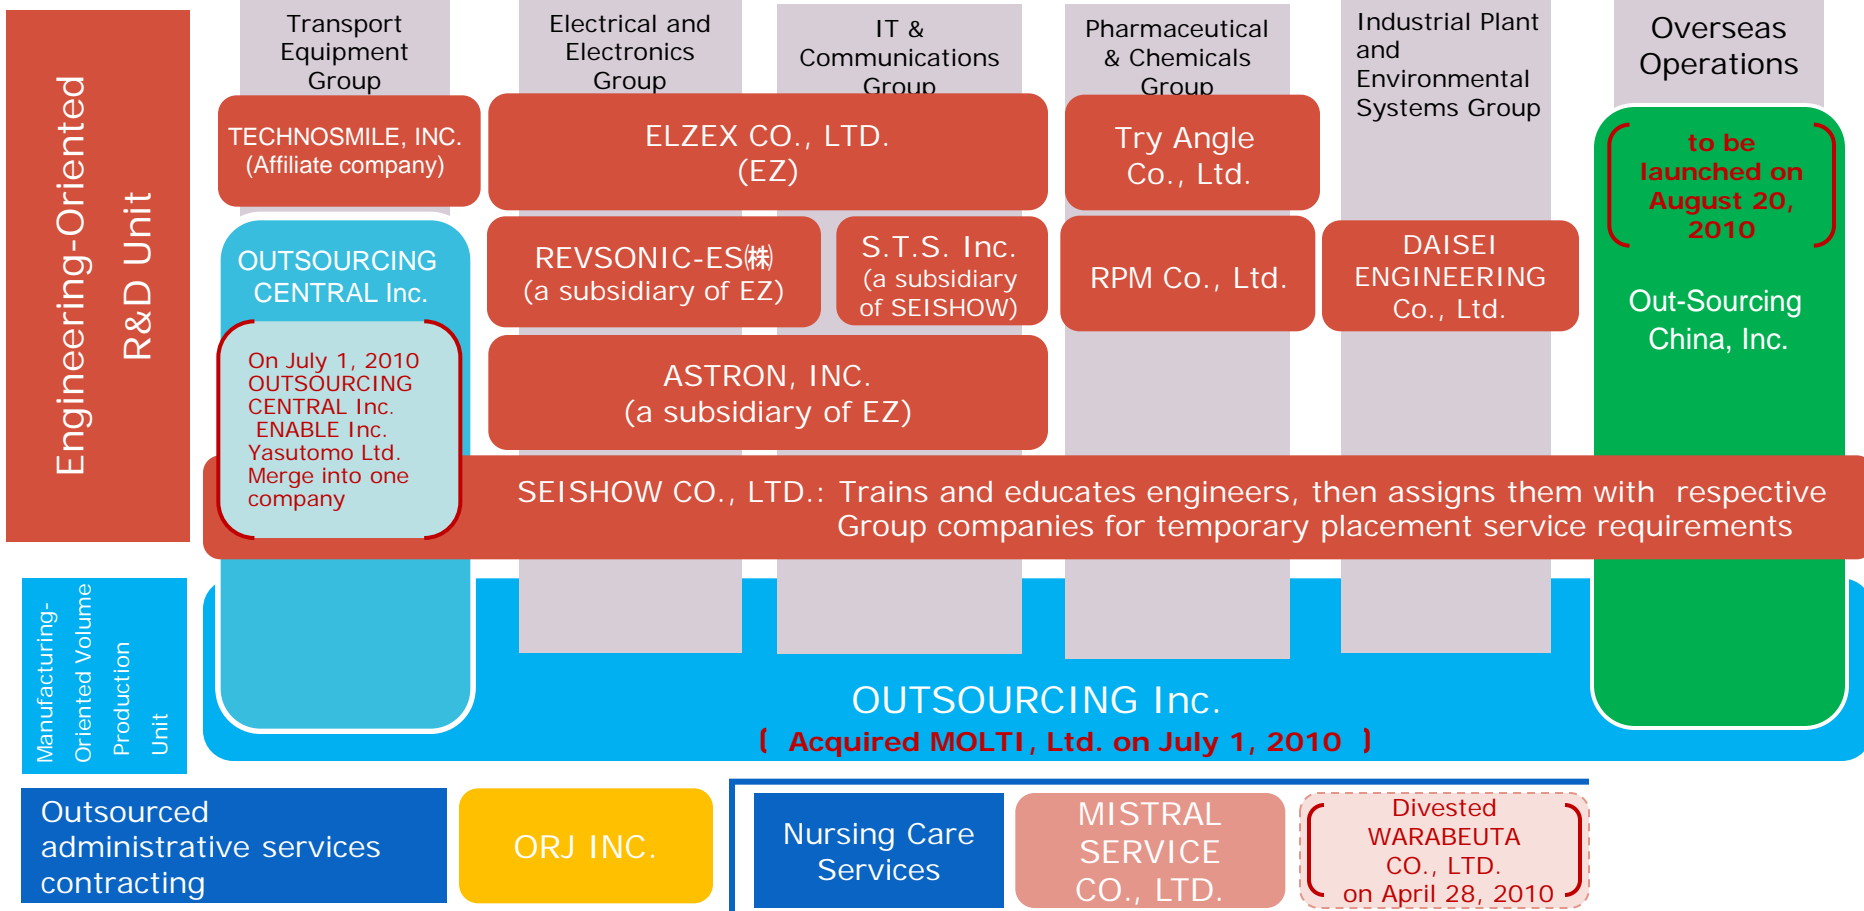 Engineering-Oriented
R&D Unit
Transport
Equipment
Group
Electrical and
Electronics
Group
IT &
Communications
Group
Pharmaceutical
& Chemicals
Group
Industrial Plant
and
Environmental
Systems Group
Overseas
Operations
TECHNOSMILE, INC.
(Affiliate company)
ELZEX CO., LTD.
(EZ)
Try Angle
Co., Ltd.
to be
launched on
August 20,
2010
Out-Sourcing
China, Inc.
OUTSOURCING
CENTRAL Inc.
REVSONIC-ES㈱
(a subsidiary of EZ)
S.T.S. Inc.
(a subsidiary
of SEISHOW)
RPM Co., Ltd.
DAISEI
ENGINEERING
Co., Ltd.
On July 1, 2010
OUTSOURCING
CENTRAL Inc.
ENABLE Inc.
Yasutomo Ltd.
Merge into one
company
ASTRON, INC.
(a subsidiary of EZ)
SEISHOW CO., LTD.: Trains and educates engineers, then assigns them with respective
Group companies for temporary placement service requirements
Manufacturing-
Oriented Volume
Production
Unit
OUTSOURCING Inc.
( Acquired MOLTI, Ltd. on July 1, 2010 )
Outsourced
administrative services
contracting
ORJ INC.
Nursing Care
Services
MISTRAL
SERVICE
CO., LTD.
Divested
WARABEUTA
CO., LTD.
on April 28, 2010